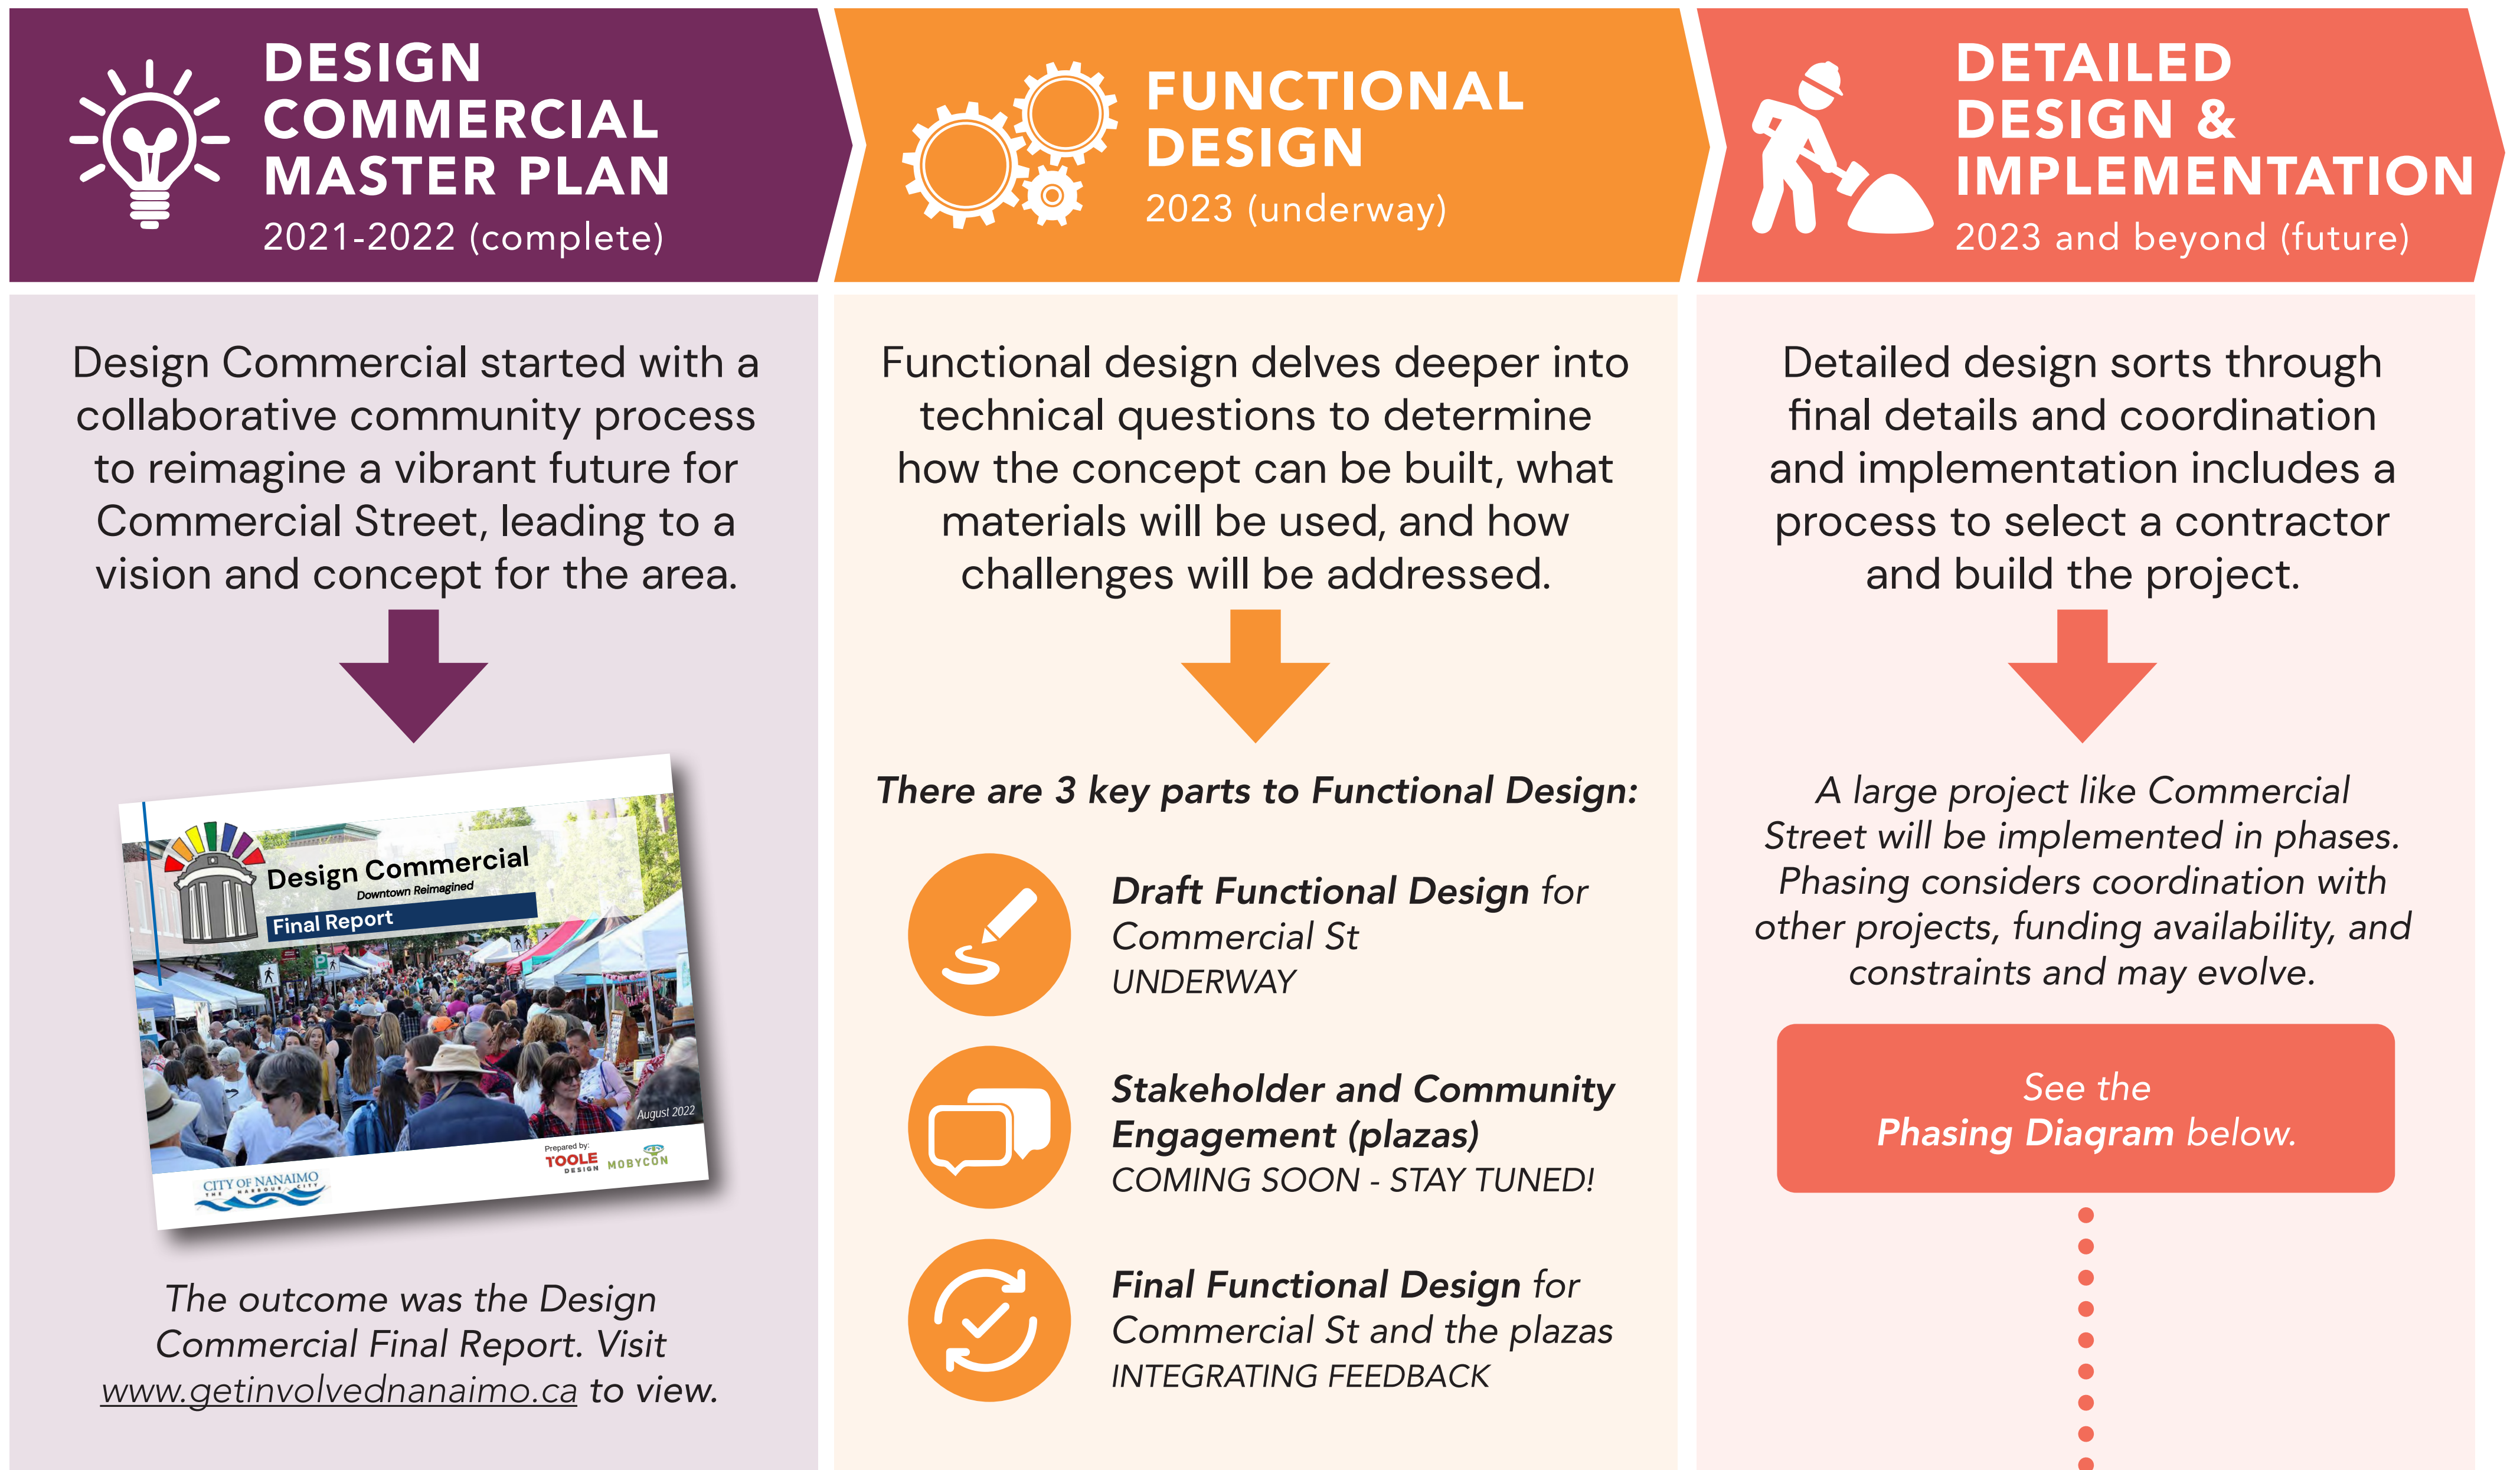 DESIGN
COMMERCIAL
MASTER PLAN
2021-2022 (complete)
Design Commercial started with a
collaborative community process
to reimagine a vibrant future for
Commercial Street, leading to a
vision and concept for the area.
Design Commercial
Downtown Reimagined
Final Report
P
August 2022
Prepared by:
TOOLE
DESIGN
MOBYCON
CITY OF NANAIMO
THE HARBOUR CITY
The outcome was the Design
Commercial Final Report. Visit
www.getinvolvednanaimo.ca to view.
FUNCTIONAL
DESIGN
2023 (underway)
Functional design delves deeper into
technical questions to determine
how the concept can be built, what
materials will be used, and how
challenges will be addressed.
There are 3 key parts to Functional Design:
Draft Functional Design for
Commercial St
UNDERWAY
Stakeholder and Community
Engagement (plazas)
COMING SOON - STAY TUNED!
Final Functional Design for
Commercial St and the plazas
INTEGRATING FEEDBACK
DETAILED
DESIGN &
IMPLEMENTATION
2023 and beyond (future)
Detailed design sorts through
final details and coordination
and implementation includes a
process to select a contractor
and build the project.
A large project like Commercial
Street will be implemented in phases.
Phasing considers coordination with
other projects, funding availability, and
constraints and may evolve.
See the
Phasing Diagram below.